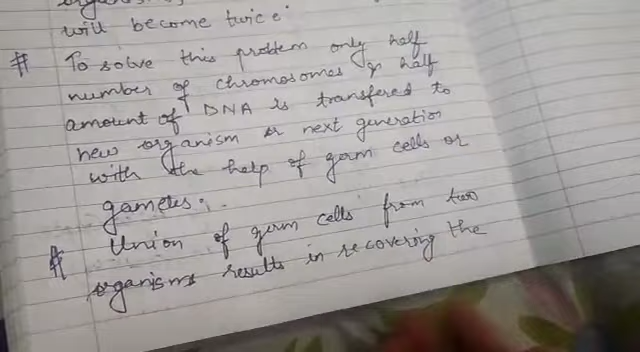 will become twice.
# To solve this problem only half
number of chromosomes & half
amount of DNA is transfered to
new organism or next generation
with the help of germ cells or
gametes.
# Union of germ cells from two
organisms results in recovering the